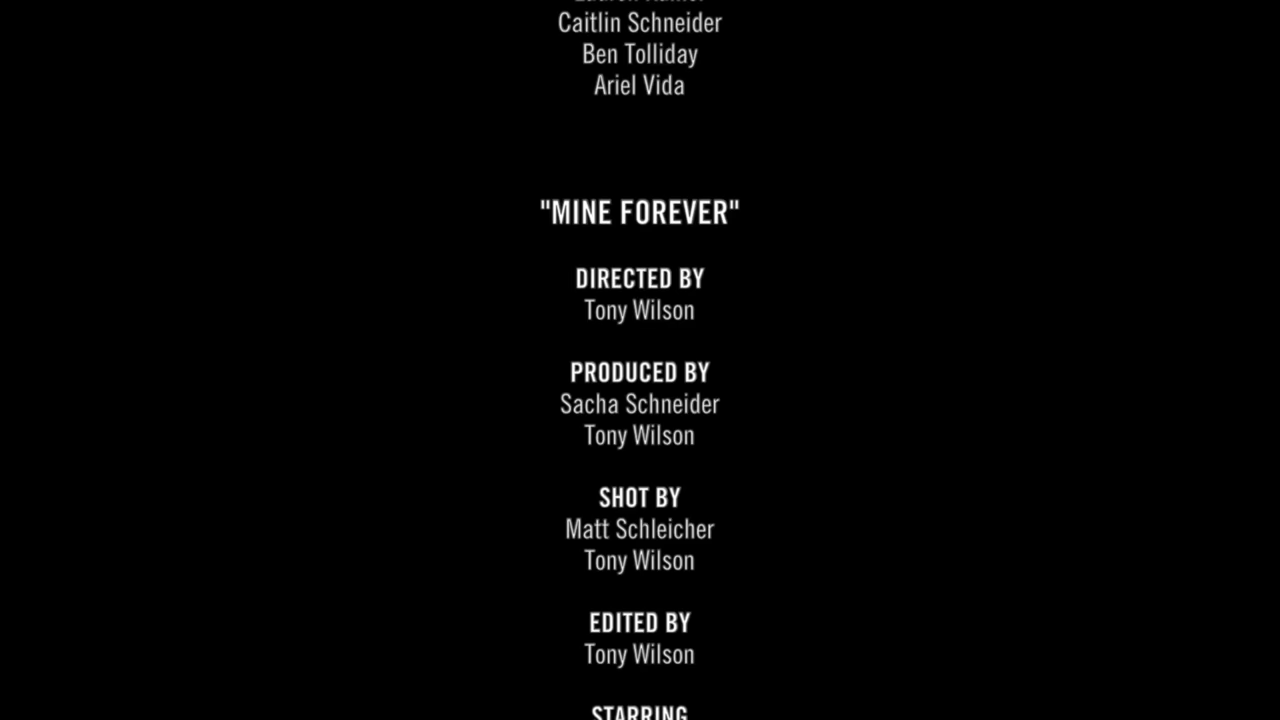 Caitlin Schneider
Ben Tolliday
Ariel Vida
"MINE FOREVER"
DIRECTED BY
Tony Wilson
PRODUCED BY
Sacha Schneider
Tony Wilson
SHOT BY
Matt Schleicher
Tony Wilson
EDITED BY
Tony Wilson
STARRING